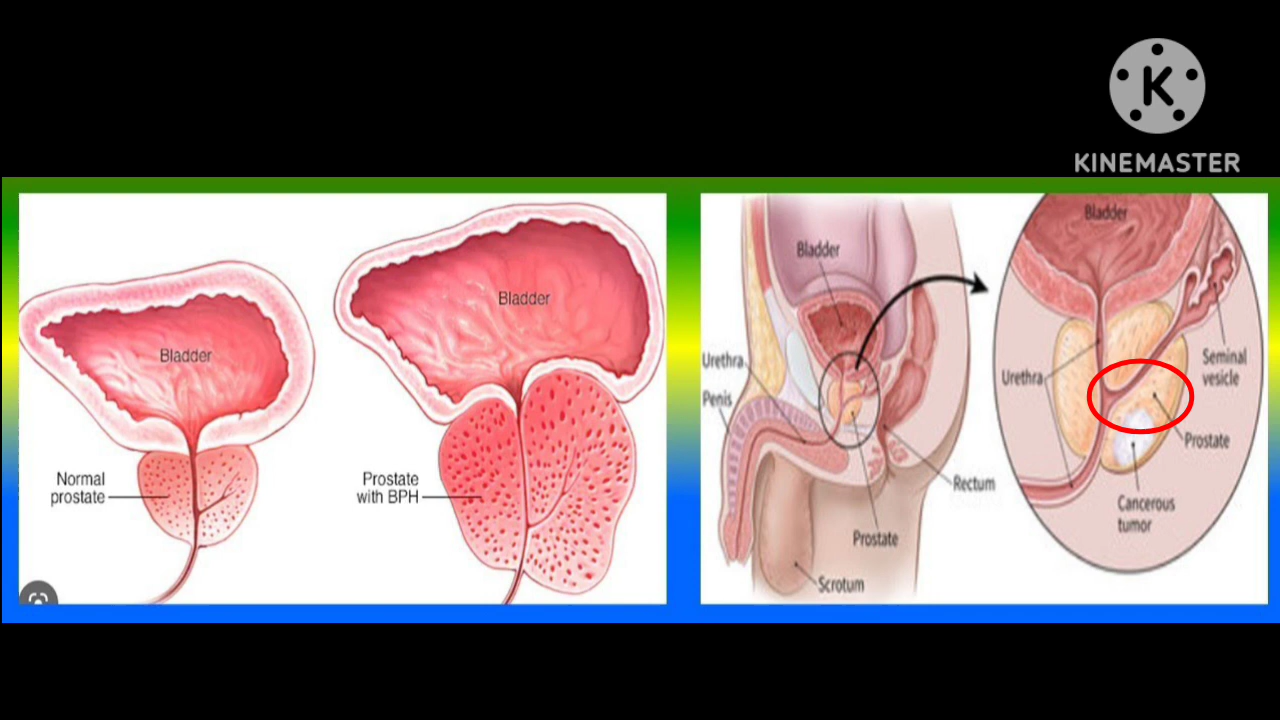 K
KINEMASTER
Bladder
Normal
prostate
Bladder
Prostate
with BPH
Bladder
Urethra
Penis
Rectum
Prostate
Scrotum
Bladder
Urethra
Seminal
vesicle
Prostate
Cancerous
tumor